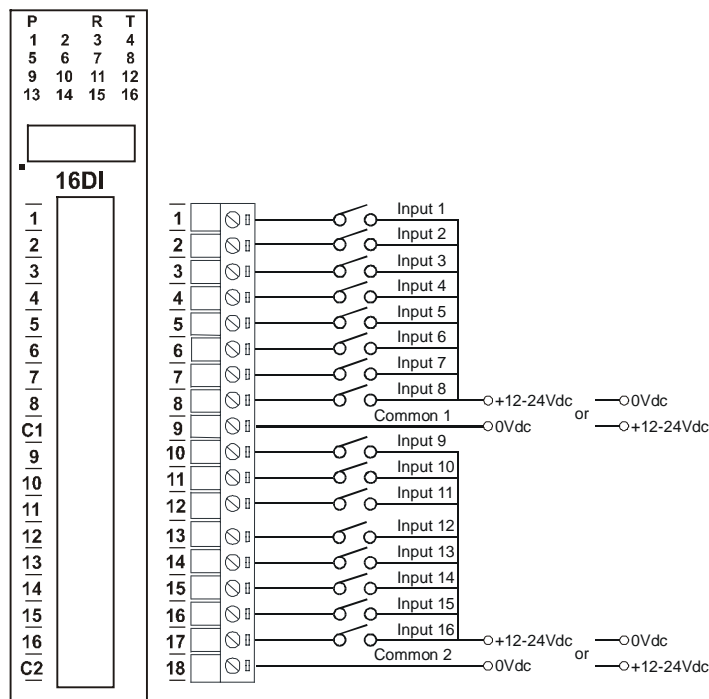 P R T
1 2 3 4
5 6 7 8
9 10 11 12
13 14 15 16
16DI
1
2
3
4
5
6
7
8
C1
9
10
11
12
13
14
15
16
C2
1 Input 1
2 Input 2
3 Input 3
4 Input 4
5 Input 5
6 Input 6
7 Input 7
8 Input 8 +12-24Vdc or 0Vdc
9 Common 1 0Vdc +12-24Vdc
10 Input 9
11 Input 10
12 Input 11
13 Input 12
14 Input 13
15 Input 14
16 Input 15
17 Input 16 +12-24Vdc or 0Vdc
18 Common 2 0Vdc +12-24Vdc